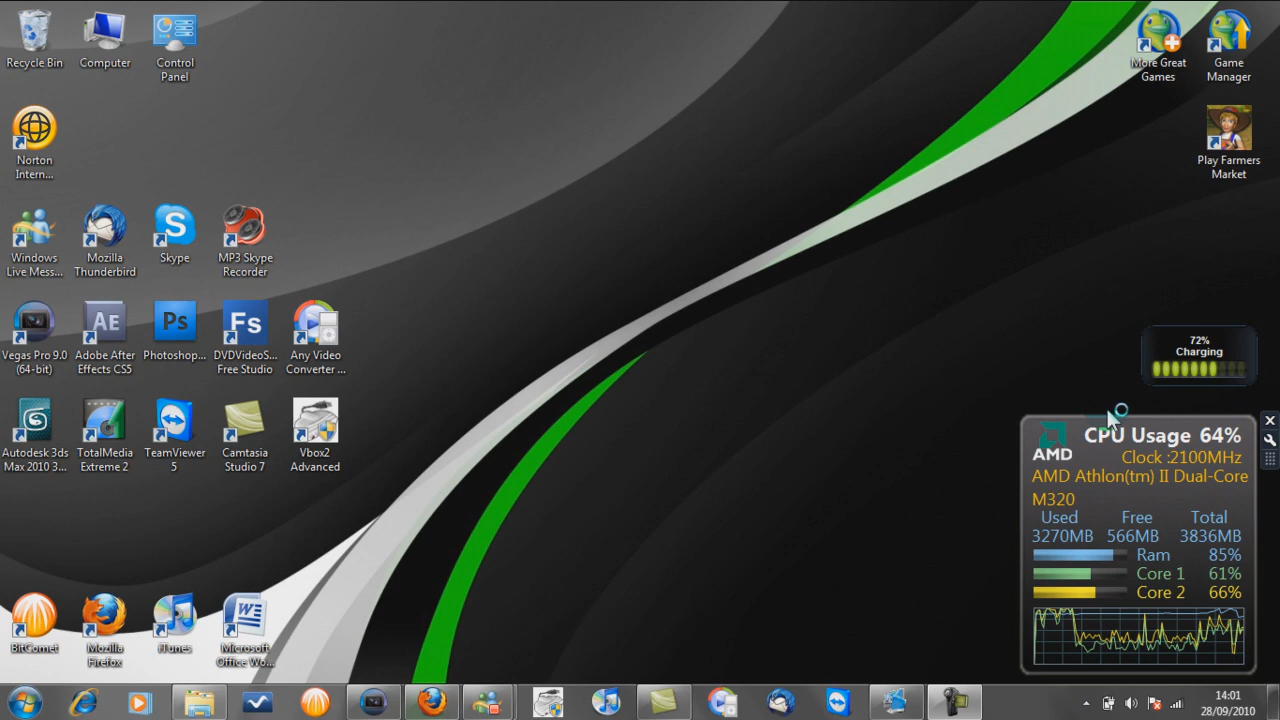 Recycle Bin
Computer
Control
Panel
More Great
Games
Game
Manager
Norton
Intern...
Play Farmers
Market
Windows
Live Mess...
Mozilla
Thunderbird
Skype
MP3 Skype
Recorder
Vegas Pro 9.0
(64-bit)
AE
Adobe After
Effects CS5
Ps
Photoshop...
Fs
DVDVideoS...
Free Studio
Any Video
Converter ...
72%
Charging
Autodesk 3ds
Max 2010 3...
TotalMedia
Extreme 2
TeamViewer
5
Camtasia
Studio 7
Vbox2
Advanced
AMD
CPU Usage 64%
Clock :2100MHz
AMD Athlon(tm) II Dual-Core
M320
Used Free Total
3270MB 566MB 3836MB
Ram 85%
Core 1 61%
Core 2 66%
BitComet
Mozilla
Firefox
iTunes
Microsoft
Office Wo...
14:01
28/09/2010